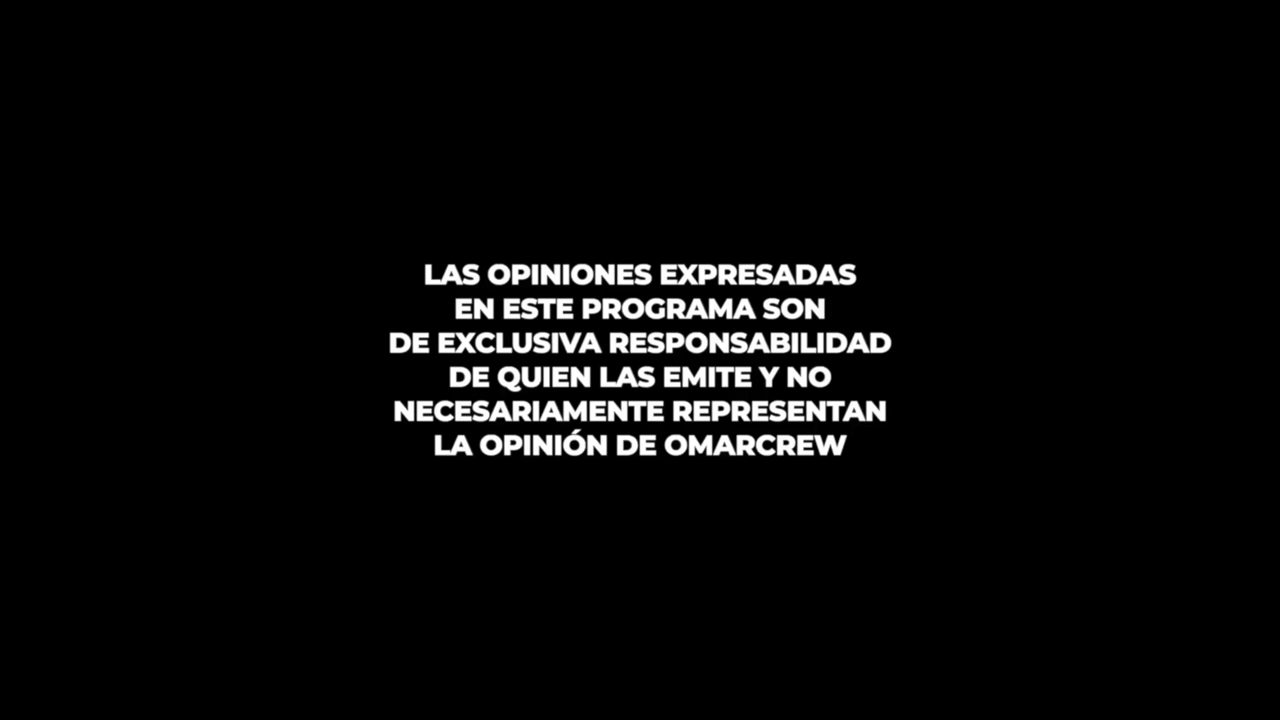 LAS OPINIONES EXPRESADAS
EN ESTE PROGRAMA SON
DE EXCLUSIVA RESPONSABILIDAD
DE QUIEN LAS EMITE Y NO
NECESARIAMENTE REPRESENTAN
LA OPINIÓN DE OMARCREW